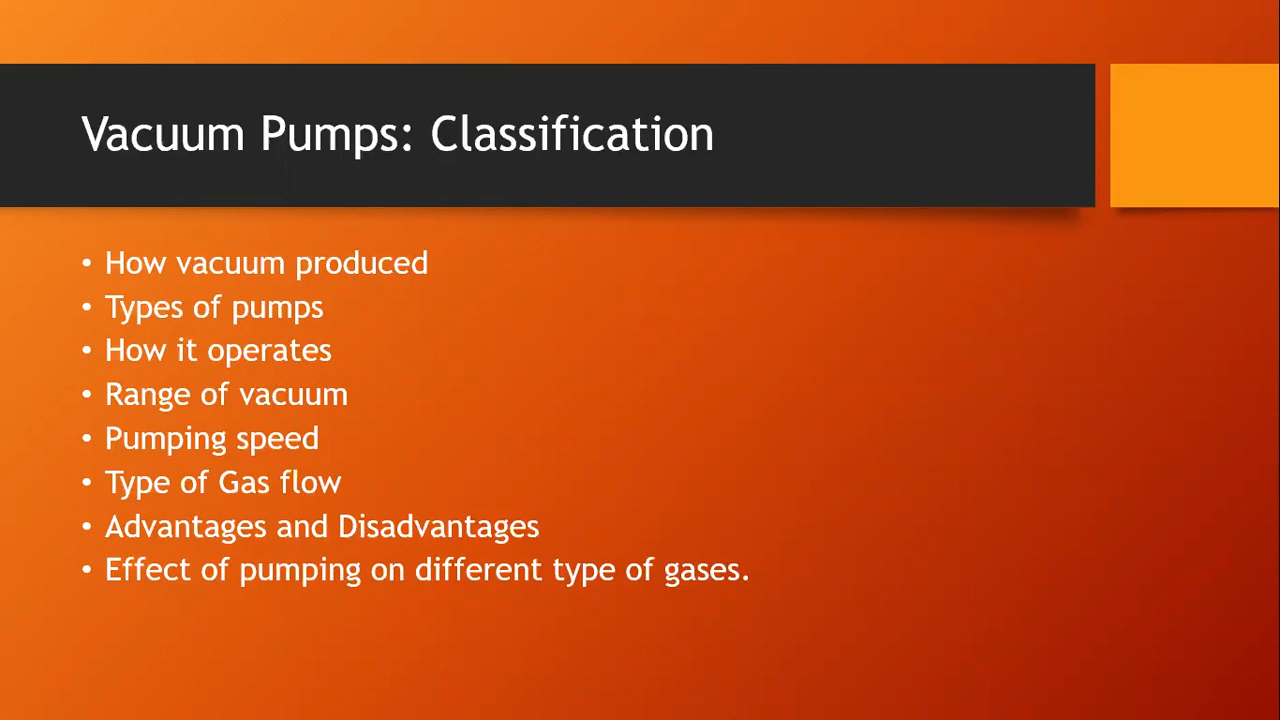 Vacuum Pumps: Classification
• How vacuum produced
• Types of pumps
• How it operates
• Range of vacuum
• Pumping speed
• Type of Gas flow
• Advantages and Disadvantages
• Effect of pumping on different type of gases.